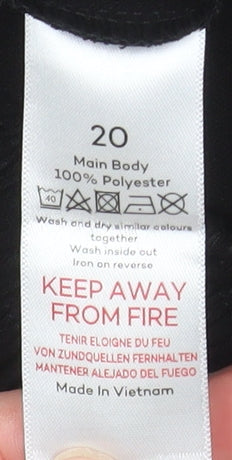 20
Main Body
100% Polyester
40
Wash and dry similar colours
together
Wash inside out
Iron on reverse
KEEP AWAY
FROM FIRE
TENIR ELOIGNE DU FEU
VON ZUNDQUELLEN FERNHALTEN
MANTENER ALEJADO DEL FUEGO
Made In Vietnam